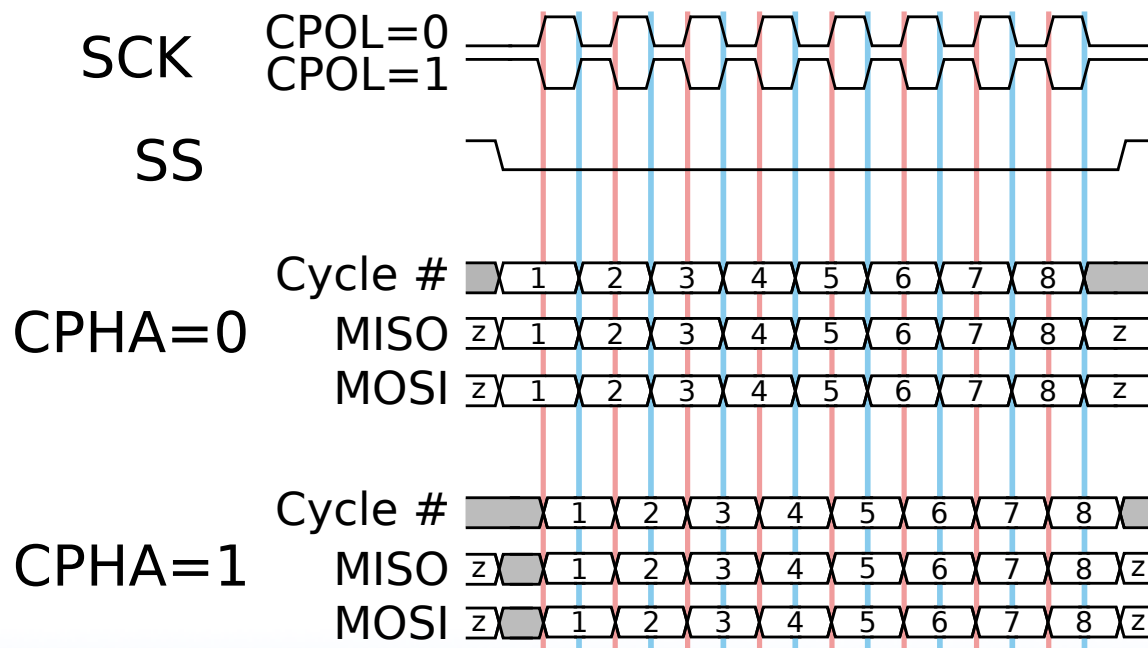 SCK CPOL=0
CPOL=1
SS
Cycle # 1 2 3 4 5 6 7 8
CPHA=0 MISO z 1 2 3 4 5 6 7 8 z
MOSI z 1 2 3 4 5 6 7 8 z
Cycle # 1 2 3 4 5 6 7 8
CPHA=1 MISO z 1 2 3 4 5 6 7 8 z
MOSI z 1 2 3 4 5 6 7 8 z